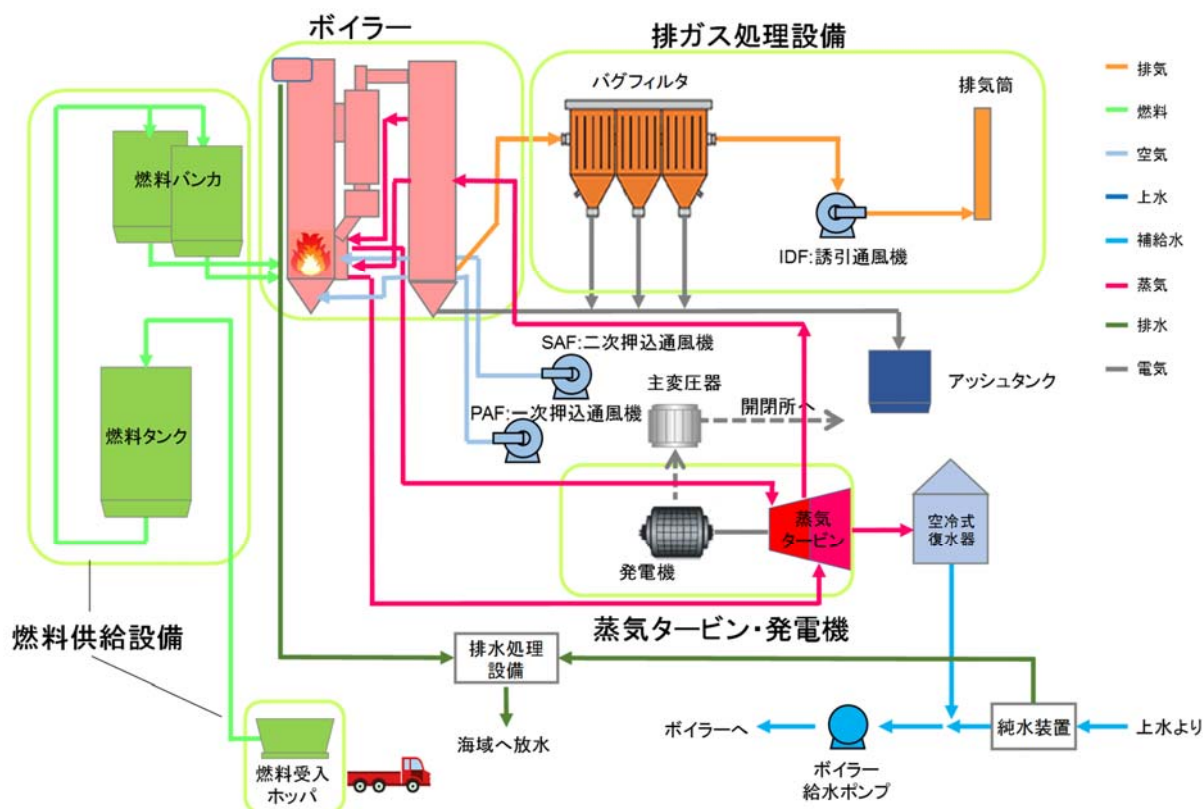 ボイラー
排ガス処理設備
バグフィルタ
排気筒
IDF:誘引通風機
排気
燃料
空気
上水
補給水
蒸気
排水
電気
燃料バンカ
燃料タンク
SAF:二次押込通風機
PAF:一次押込通風機
主変圧器
開閉所へ
アッシュタンク
発電機
蒸気
タービン
空冷式
復水器
蒸気タービン・発電機
燃料供給設備
排水処理
設備
海域へ放水
燃料受入
ホッパ
ボイラーへ
ボイラー
給水ポンプ
純水装置
上水より